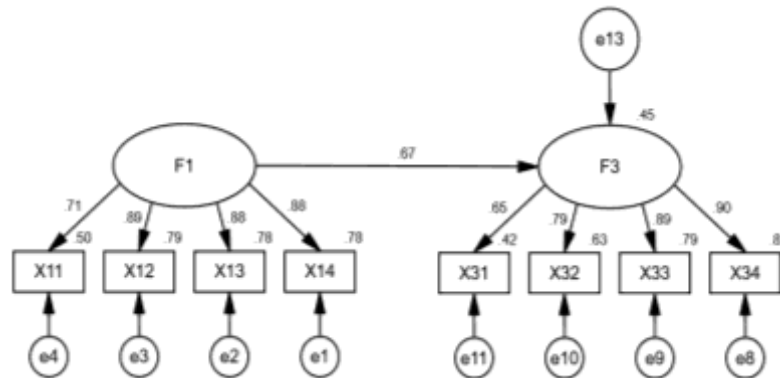 e13
.45
F1
.67
F3
.71
.89
.88
.88
.65
.79
.89
.90
.50
.79
.78
.78
.42
.63
.79
X11
X12
X13
X14
X31
X32
X33
X34
e4
e3
e2
e1
e11
e10
e9
e8